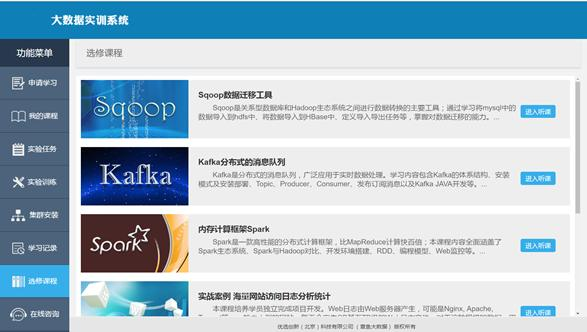 大数据实训系统
功能菜单
选修课程
申请学习
我的课程
实验任务
实验训练
集群安装
学习记录
选修课程
在线咨询
Sqoop
Sqoop数据迁移工具
Sqoop是关系型数据库和Hadoop生态系统之间进行数据转换的主要工具；通过学习将mysql中的
数据导入到hdfs中、将数据导入到HBase中、定义导入导出任务等，掌握对数据迁移的能力。...
进入听课
Kafka
Kafka分布式的消息队列
Kafka是分布式的消息队列，广泛应用于实时数据处理。学习内容包含Kafka的体系结构、安装
模式及安装部署、Topic、Producer、Consumer、发布订阅消息以及Kafka JAVA开发等。...
进入听课
Spark
内存计算框架Spark
Spark是一款高性能的分布式计算框架，比MapReduce计算快百倍；本课程内容全面涵盖了
Spark生态系统、Spark与Hadoop对比、开发环境搭建、RDD、编程模型、Web监控等。...
进入听课
实战案例 海量网站访问日志分析统计
本课程培养学员独立完成项目开发。Web日志由Web服务器产生，可能是Nginx, Apache,
进入听课